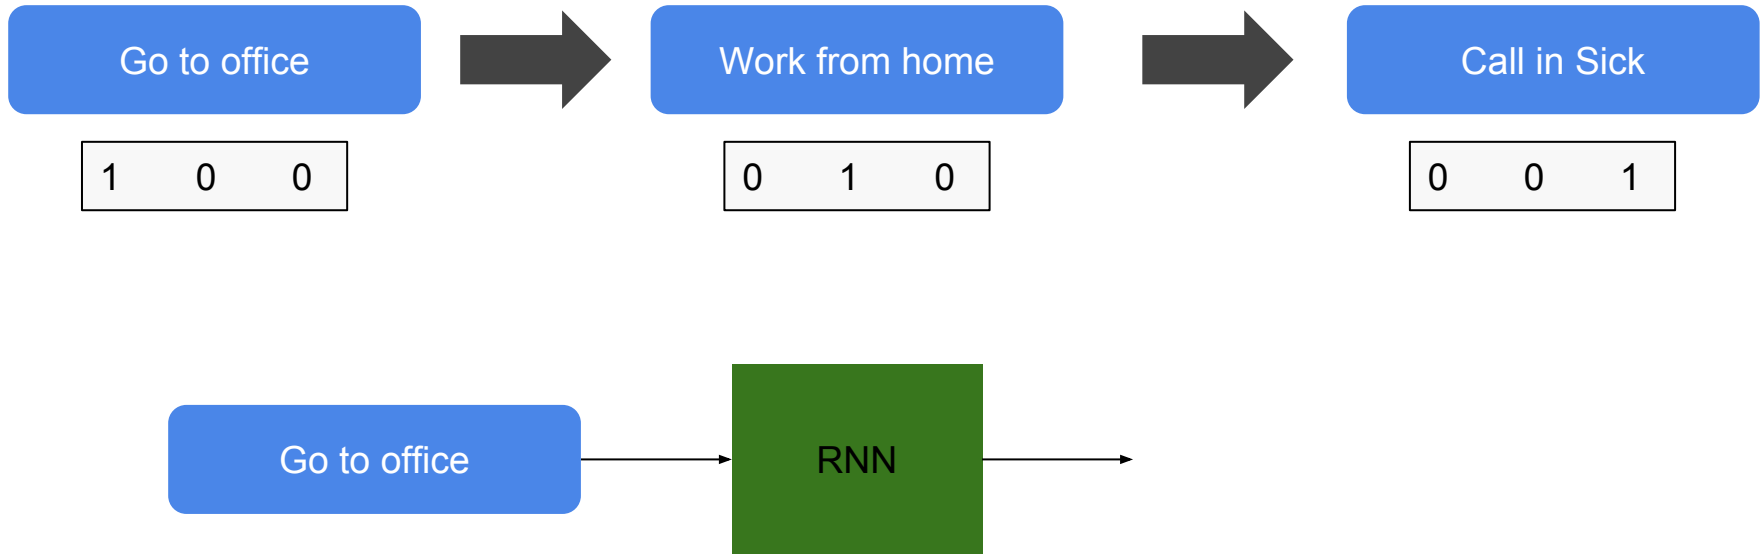 Go to office Work from home Call in Sick
1 0 0 0 1 0 0 0 1
Go to office RNN